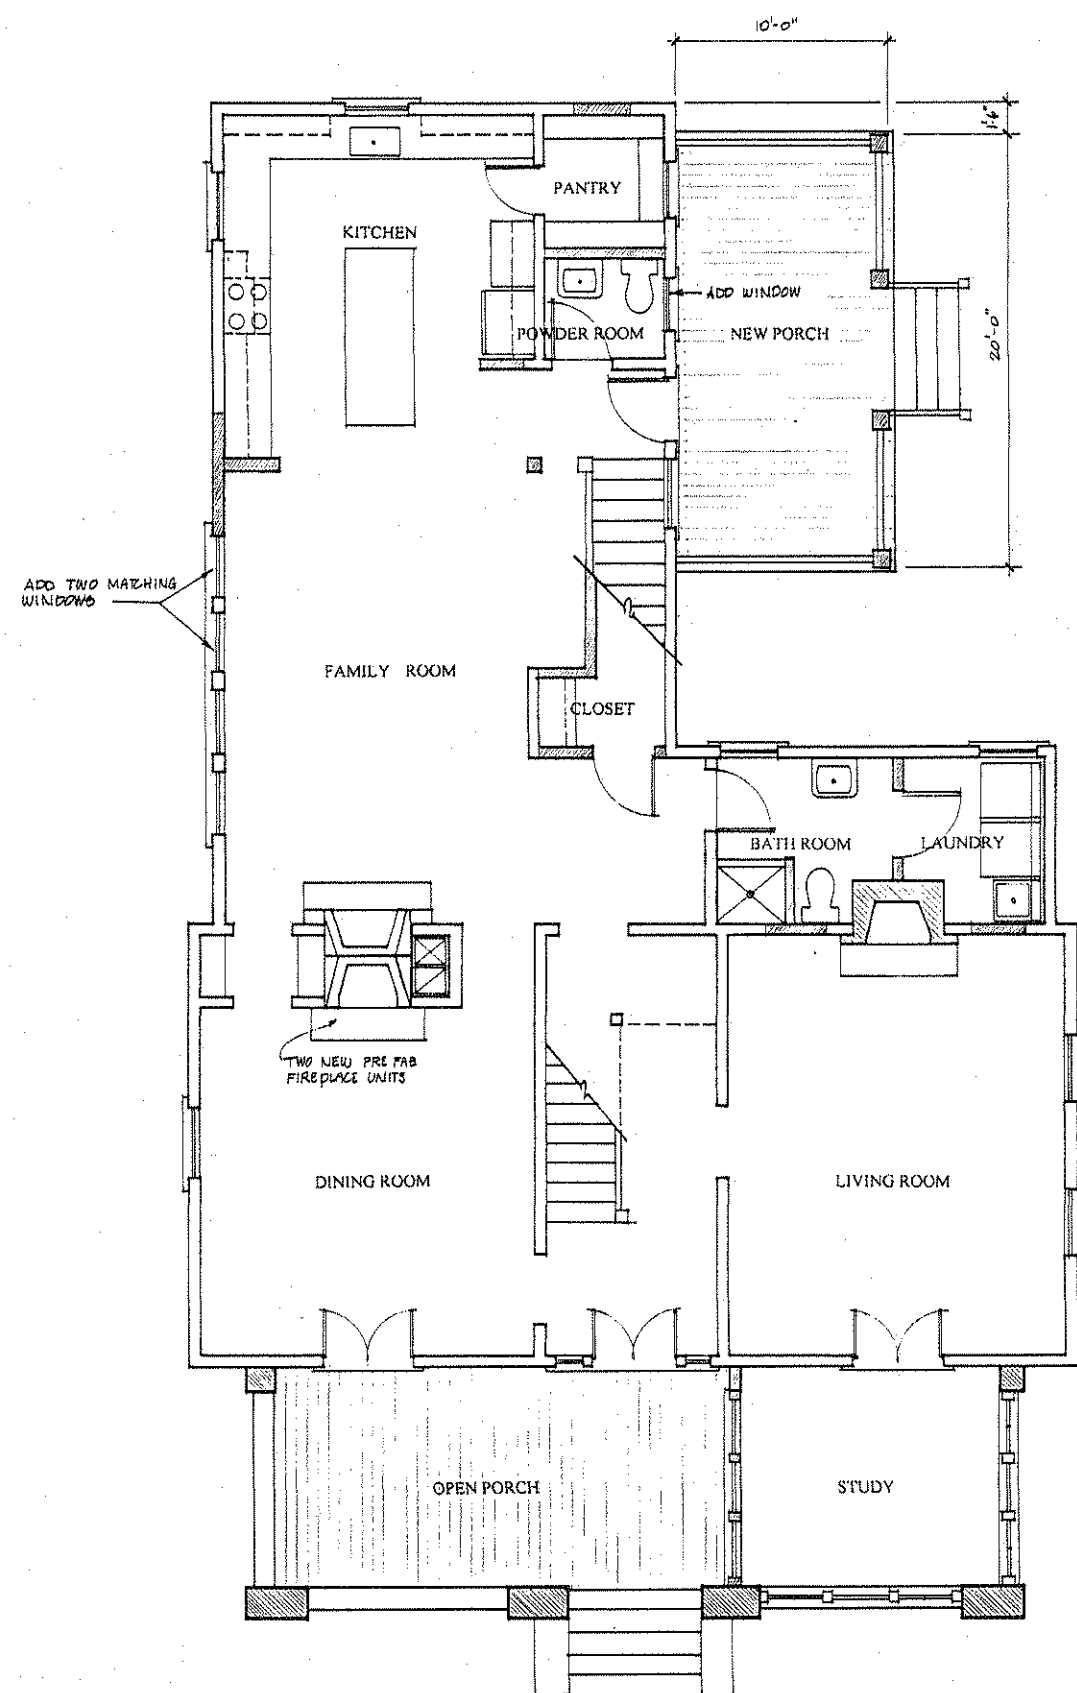 10'-0"
1'-6"
PANTRY
KITCHEN
ADD WINDOW
POWDER ROOM
NEW PORCH
20'-0"
ADD TWO MATCHING
WINDOWS
FAMILY ROOM
CLOSET
BATH ROOM
LAUNDRY
TWO NEW PRE FAB
FIREPLACE UNITS
DINING ROOM
LIVING ROOM
OPEN PORCH
STUDY